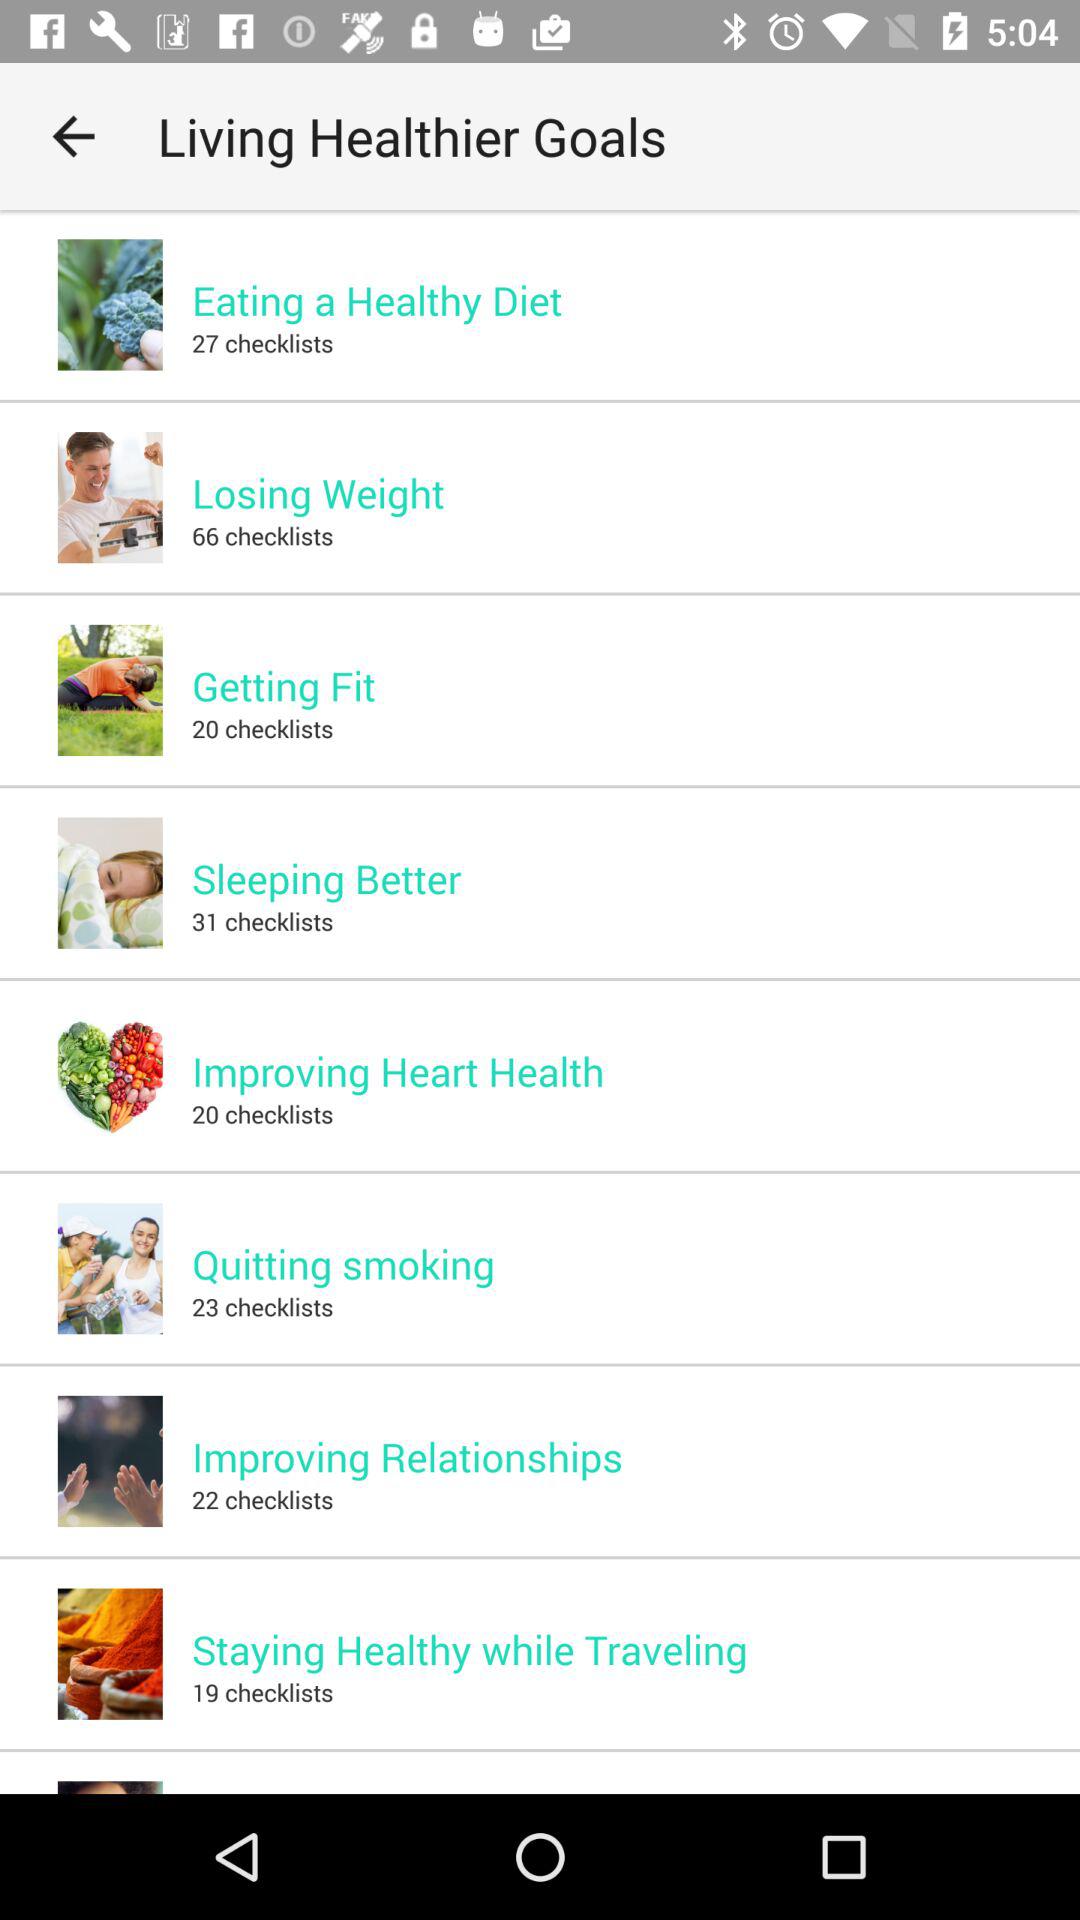 FAKE
5:04
Living Healthier Goals
Eating a Healthy Diet
27 checklists
Losing Weight
66 checklists
Getting Fit
20 checklists
Sleeping Better
31 checklists
Improving Heart Health
20 checklists
Quitting smoking
23 checklists
Improving Relationships
22 checklists
Staying Healthy while Traveling
19 checklists